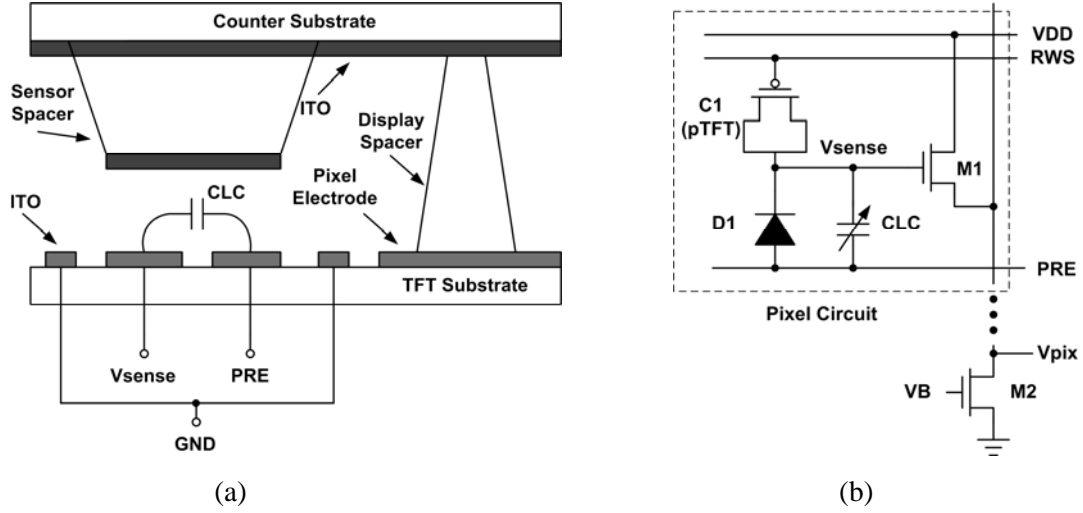 Counter Substrate
Sensor
Spacer
ITO
Display
Spacer
Pixel
Electrode
ITO
CLC
TFT Substrate
Vsense
PRE
GND
(a)
VDD
RWS
C1
(pTFT)
Vsense
M1
D1
CLC
PRE
Pixel Circuit
Vpix
VB
M2
(b)